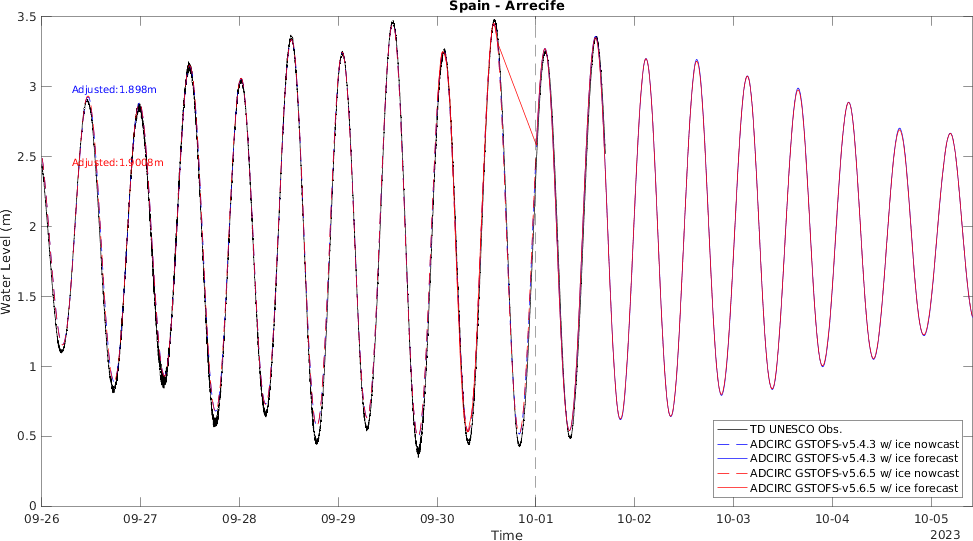 Spain - Arrecife
3.5
3
2.5
2
1.5
1
0.5
0
Water Level (m)
Adjusted:1.898m
Adjusted:1.9008m
TD UNESCO Obs.
ADCIRC GSTOFS-v5.4.3 w/ ice nowcast
ADCIRC GSTOFS-v5.4.3 w/ ice forecast
ADCIRC GSTOFS-v5.6.5 w/ ice nowcast
ADCIRC GSTOFS-v5.6.5 w/ ice forecast
09-26 09-27 09-28 09-29 09-30 10-01 10-02 10-03 10-04 10-05
Time
2023